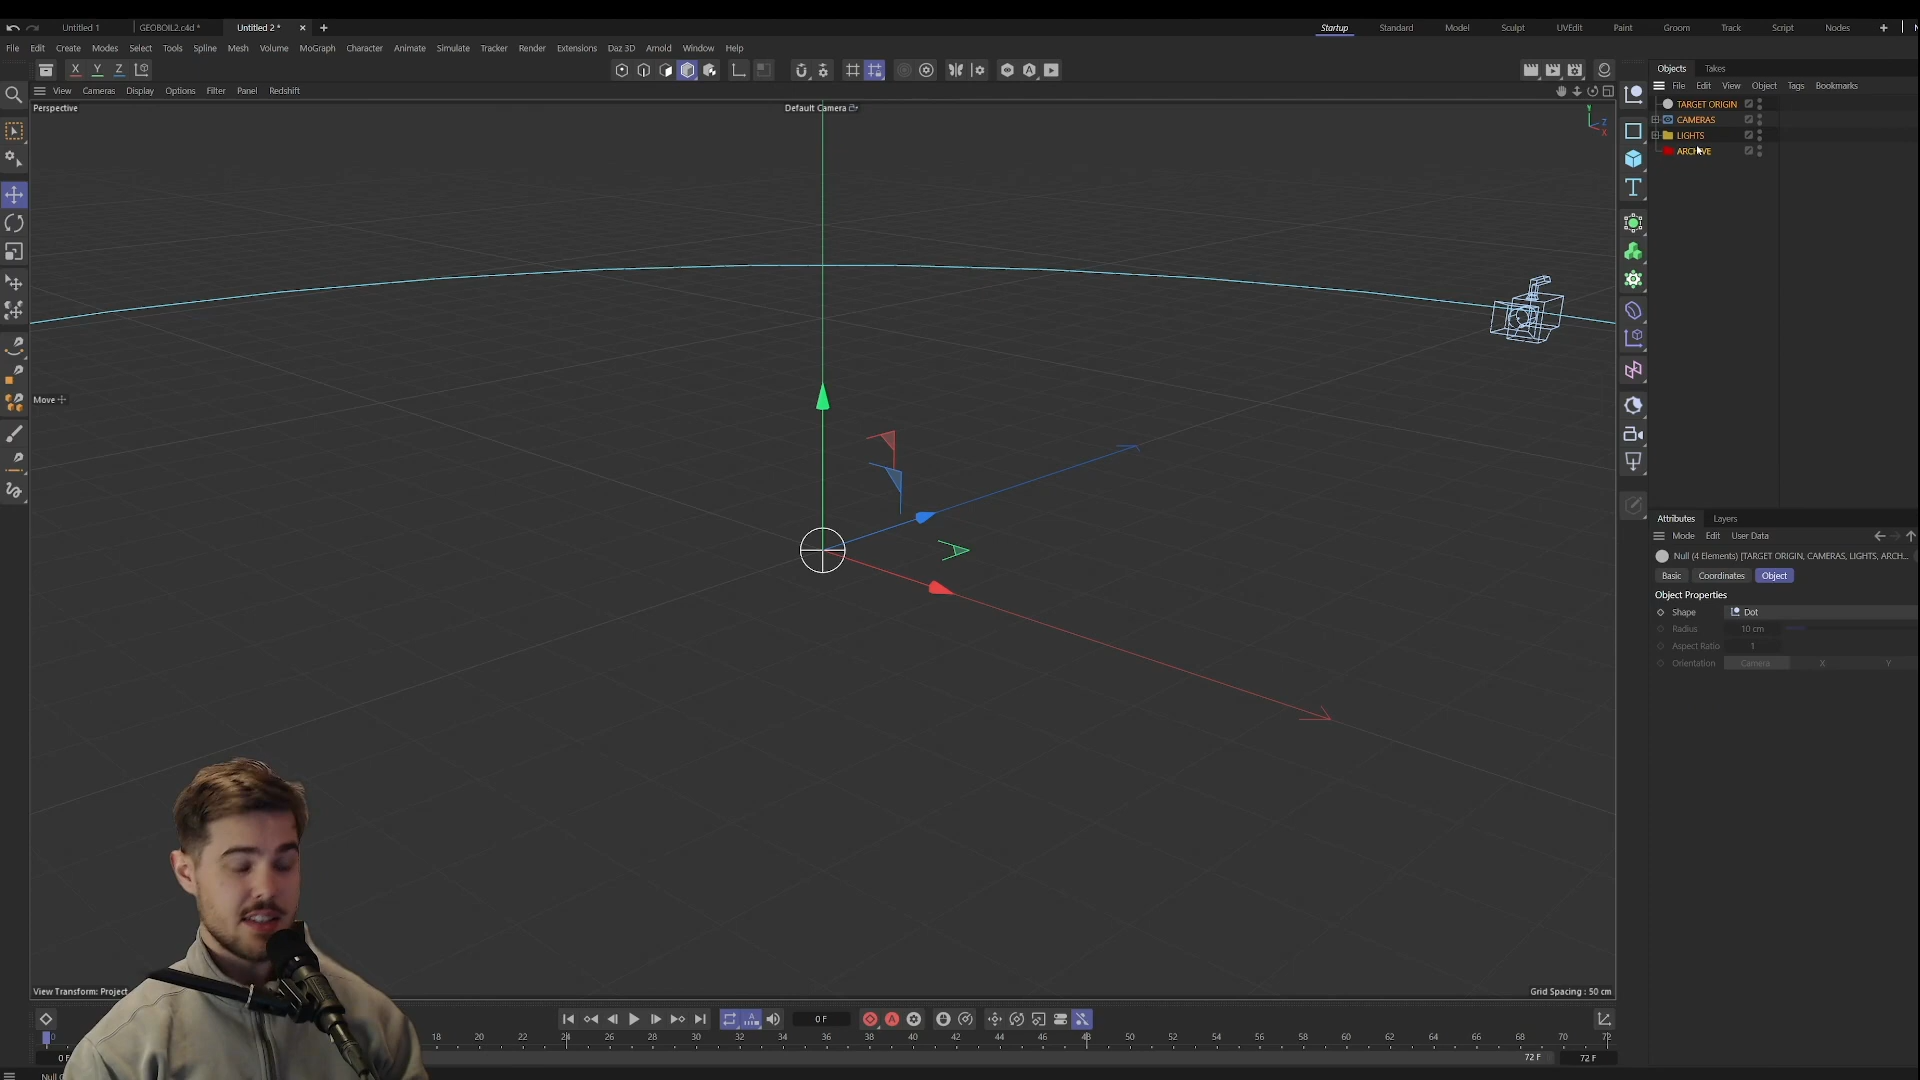 Untitled 1
GEOBOIL2.c4d *
Untitled 2 *
Startup
Standard
Model
Sculpt
UVEdit
Paint
Groom
Track
Script
Nodes
File Edit Create Modes Select Tools Spline Mesh Volume MoGraph Character Animate Simulate Tracker Render Extensions Daz 3D Arnold Window Help
X Y Z
Objects Takes
File Edit View Object Tags Bookmarks
View Cameras Display Options Filter Panel Redshift
Perspective
Default Camera
TARGET ORIGIN
CAMERAS
LIGHTS
ARCHIVE
Y
Z
X
Move
Attributes Layers
Mode Edit User Data
Null (4 Elements) [TARGET ORIGIN, CAMERAS, LIGHTS, ARCH...
Basic Coordinates Object
Object Properties
Shape Dot
Radius 10 cm
Aspect Ratio 1
Orientation Camera X Y
View Transform: Project
Grid Spacing : 50 cm
0 F
18 20 22 24 26 28 30 32 34 36 38 40 42 44 46 48 50 52 54 56 58 60 62 64 66 68 70 72
0 F
72 F
72 F